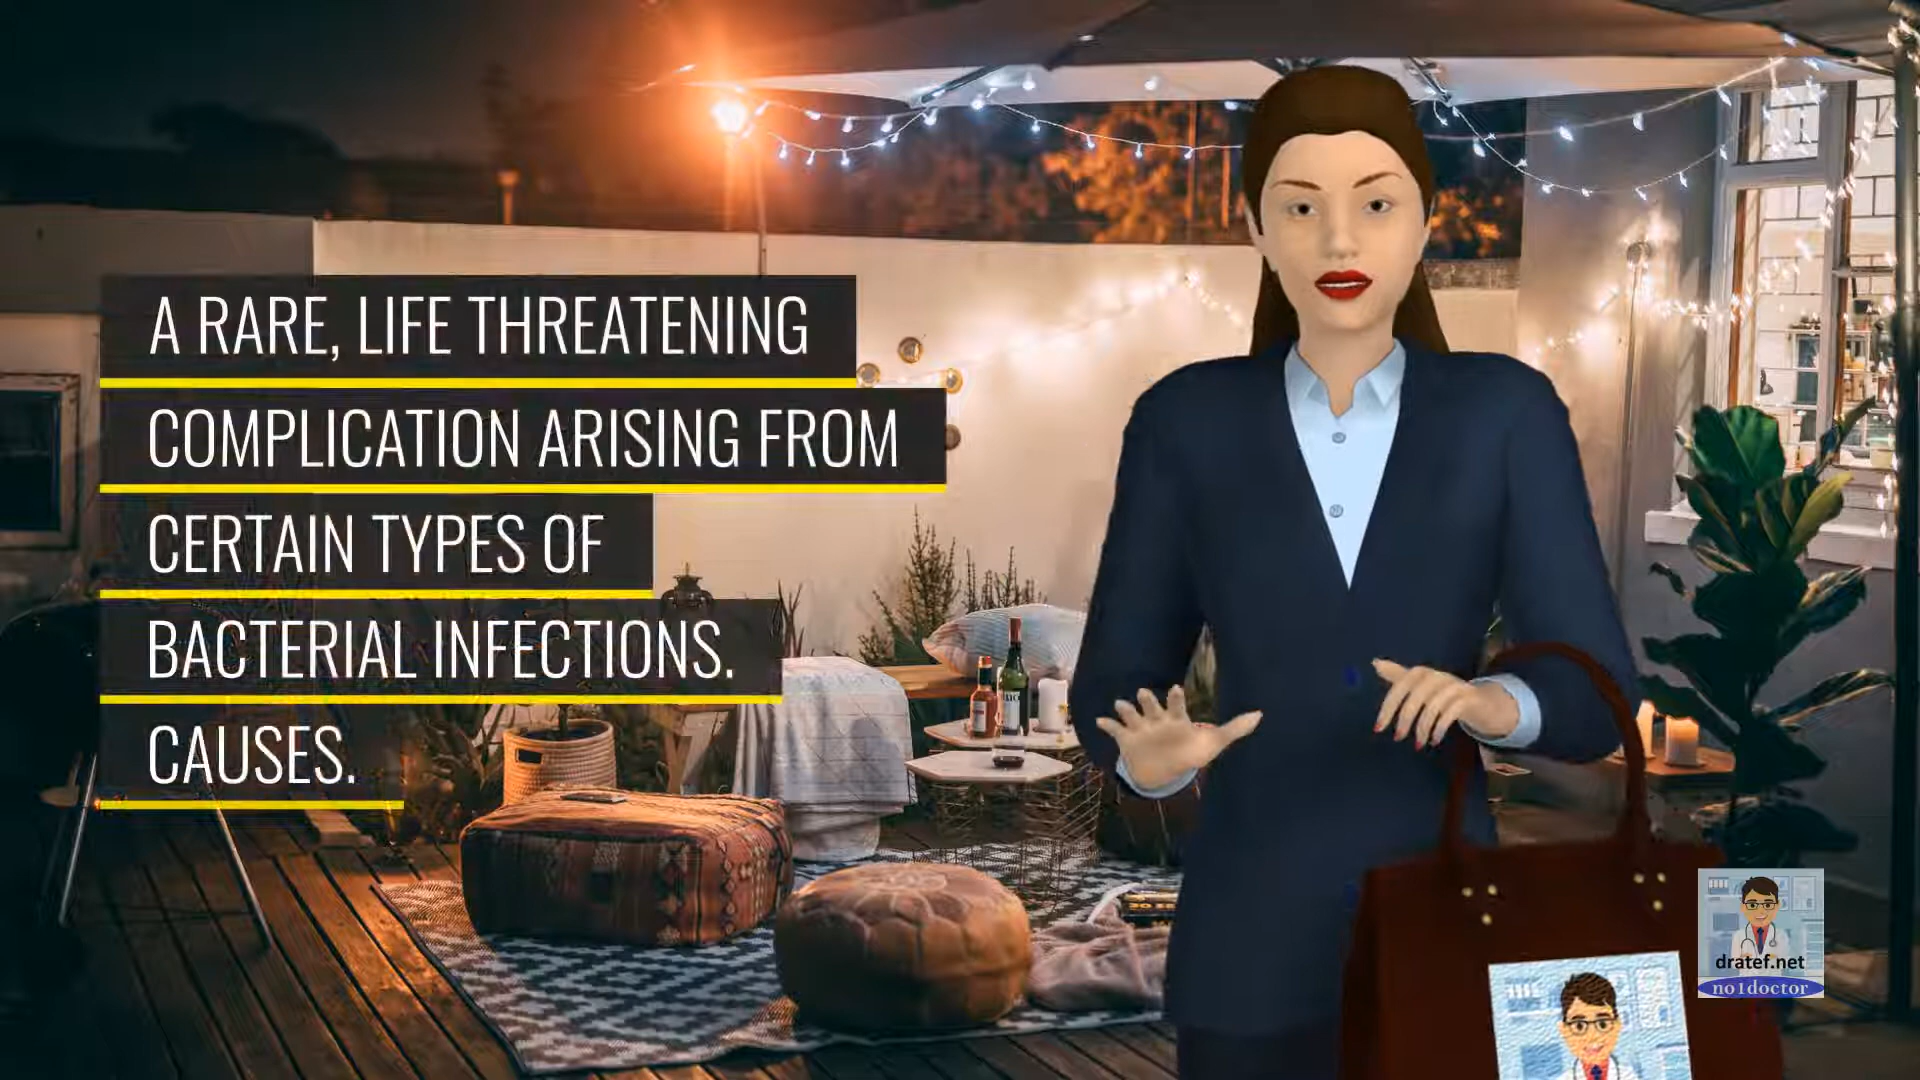 A RARE, LIFE THREATENING
COMPLICATION ARISING FROM
CERTAIN TYPES OF
BACTERIAL INFECTIONS.
CAUSES.
dratef.net
no1doctor